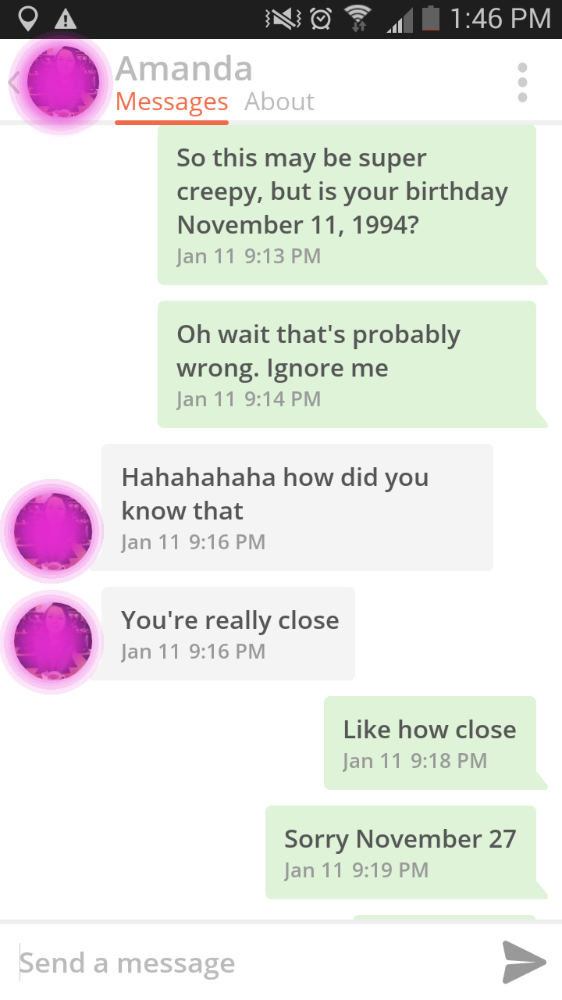 1:46 PM
Amanda
Messages About
So this may be super
creepy, but is your birthday
November 11, 1994?
Jan 11 9:13 PM
Oh wait that's probably
wrong. Ignore me
Jan 11 9:14 PM
Hahahahaha how did you
know that
Jan 11 9:16 PM
You're really close
Jan 11 9:16 PM
Like how close
Jan 11 9:18 PM
Sorry November 27
Jan 11 9:19 PM
Send a message